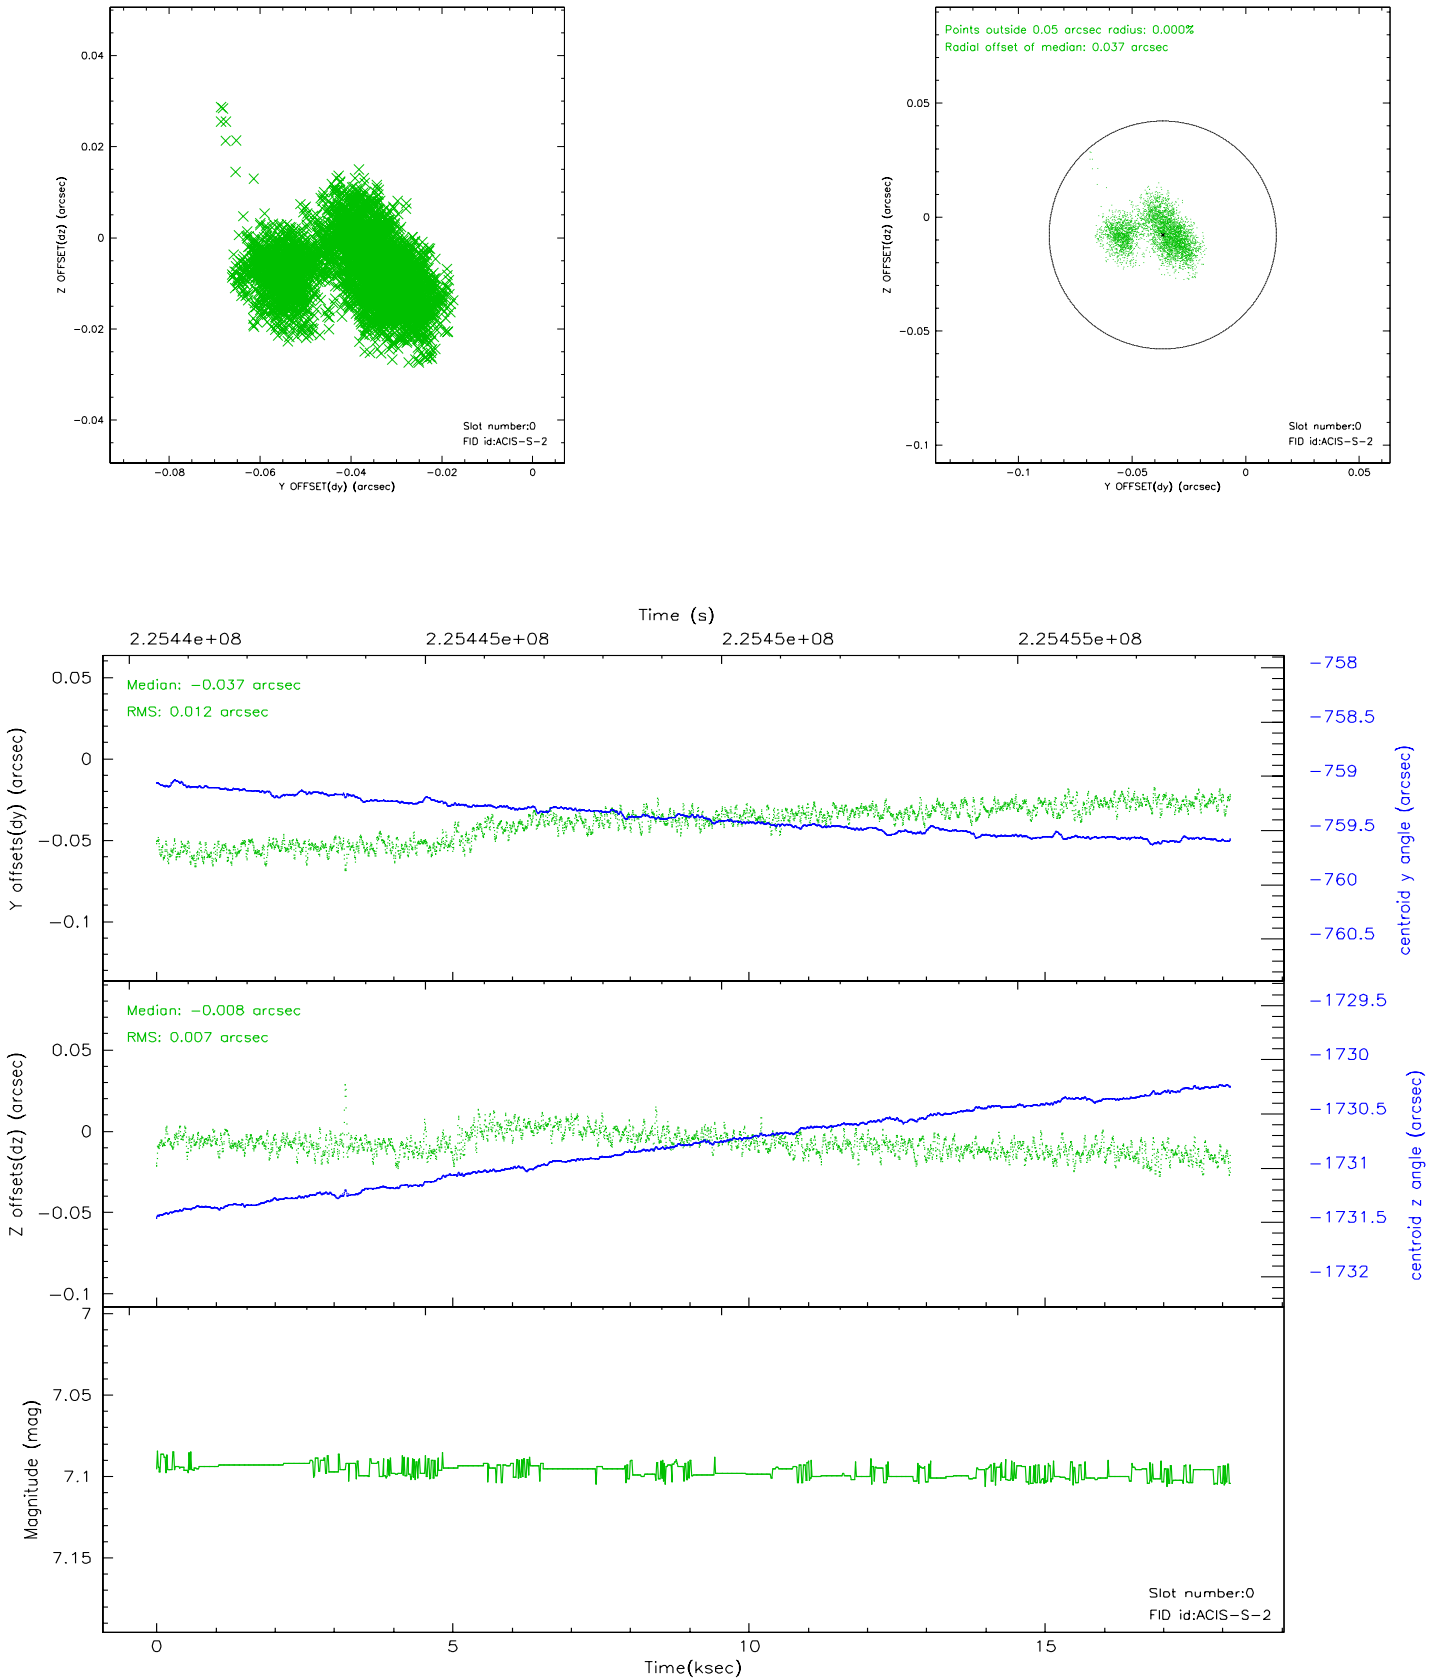 0.04
0.02
0
−0.02
−0.04
Z OFFSET(dz) (arcsec)
Slot number:0
FID id:ACIS−S−2
−0.08 −0.06 −0.04 −0.02 0
Y OFFSET(dy) (arcsec)
Points outside 0.05 arcsec radius: 0.000%
Radial offset of median: 0.037 arcsec
0.05
0
−0.05
−0.1
Z OFFSET(dz) (arcsec)
Slot number:0
FID id:ACIS−S−2
−0.1 −0.05 0 0.05
Y OFFSET(dy) (arcsec)
Time (s)
2.2544e+08 2.25445e+08 2.2545e+08 2.25455e+08
Median: −0.037 arcsec
RMS: 0.012 arcsec
0.05
0
−0.05
−0.1
Y offsets(dy) (arcsec)
−758
−758.5
−759
−759.5
−760
−760.5
centroid y angle (arcsec)
Median: −0.008 arcsec
RMS: 0.007 arcsec
0.05
0
−0.05
−0.1
Z offsets(dz) (arcsec)
−1729.5
−1730
−1730.5
−1731
−1731.5
−1732
centroid z angle (arcsec)
7
7.05
7.1
7.15
Magnitude (mag)
Slot number:0
FID id:ACIS−S−2
0 5 10 15
Time(ksec)